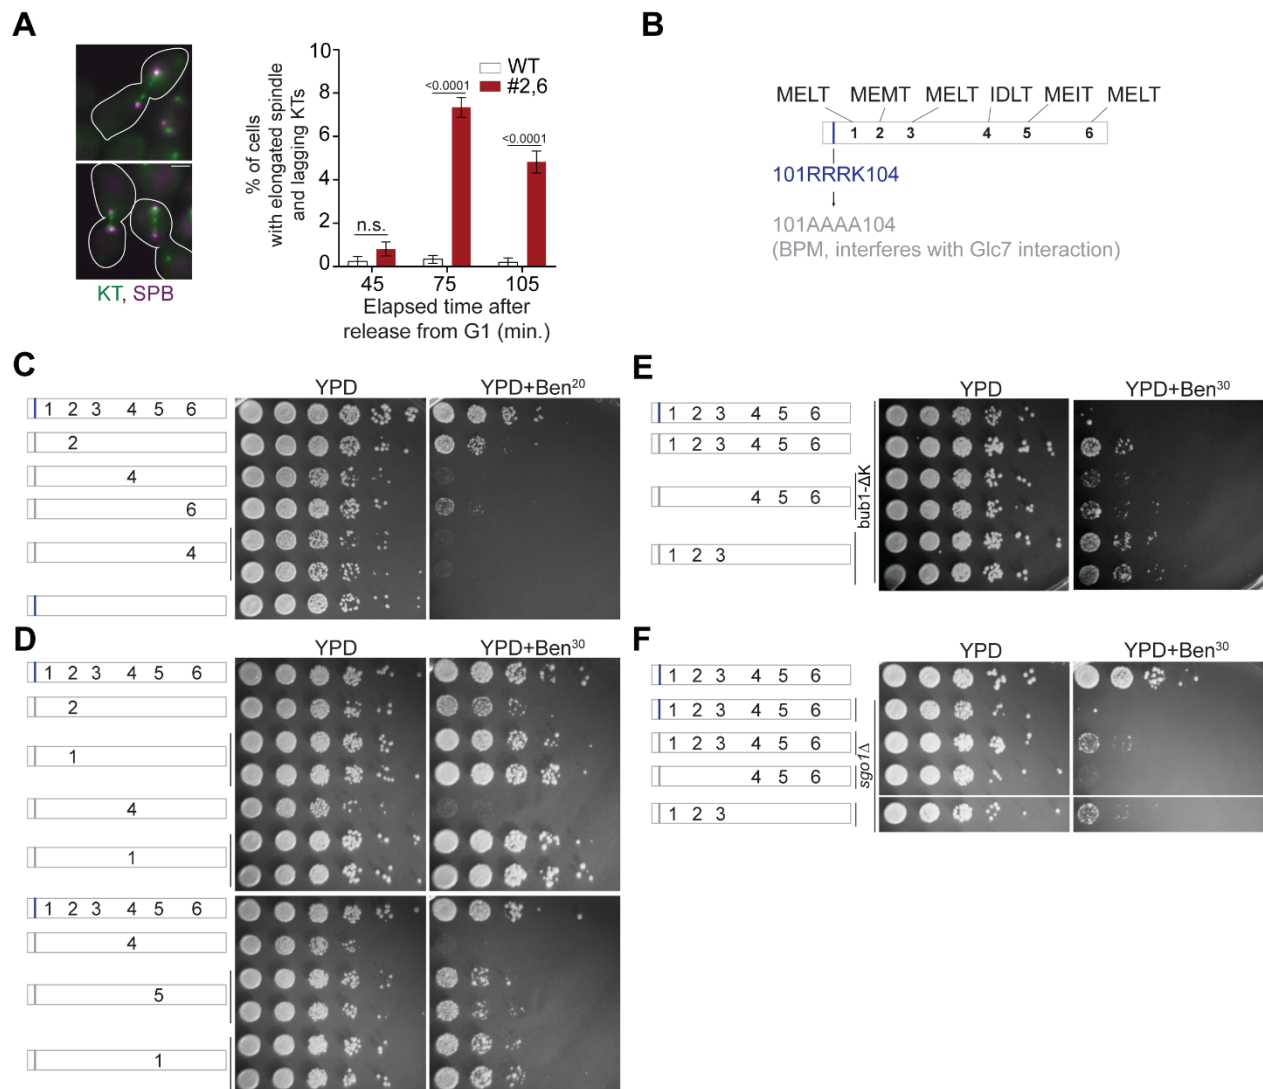 A
KT, SPB
% of cells
with elongated spindle
and lagging KTs
10
8
6
4
2
0
WT
#2,6
n.s.
<0.0001
<0.0001
45 75 105
Elapsed time after
release from G1 (min.)
B
MELT MEMT MELT IDLT MEIT MELT
1 2 3 4 5 6
101RRRK104
101AAAA104
(BPM, interferes with Glc7 interaction)
C
YPD YPD+Ben20
1 2 3 4 5 6
2
4
6
4
D
YPD YPD+Ben30
1 2 3 4 5 6
2
1
4
1
1 2 3 4 5 6
4
5
1
E
YPD YPD+Ben30
1 2 3 4 5 6
1 2 3 4 5 6
4 5 6
1 2 3
bub1-ΔK
F
YPD YPD+Ben30
1 2 3 4 5 6
1 2 3 4 5 6
1 2 3 4 5 6
4 5 6
1 2 3
sgo1Δ